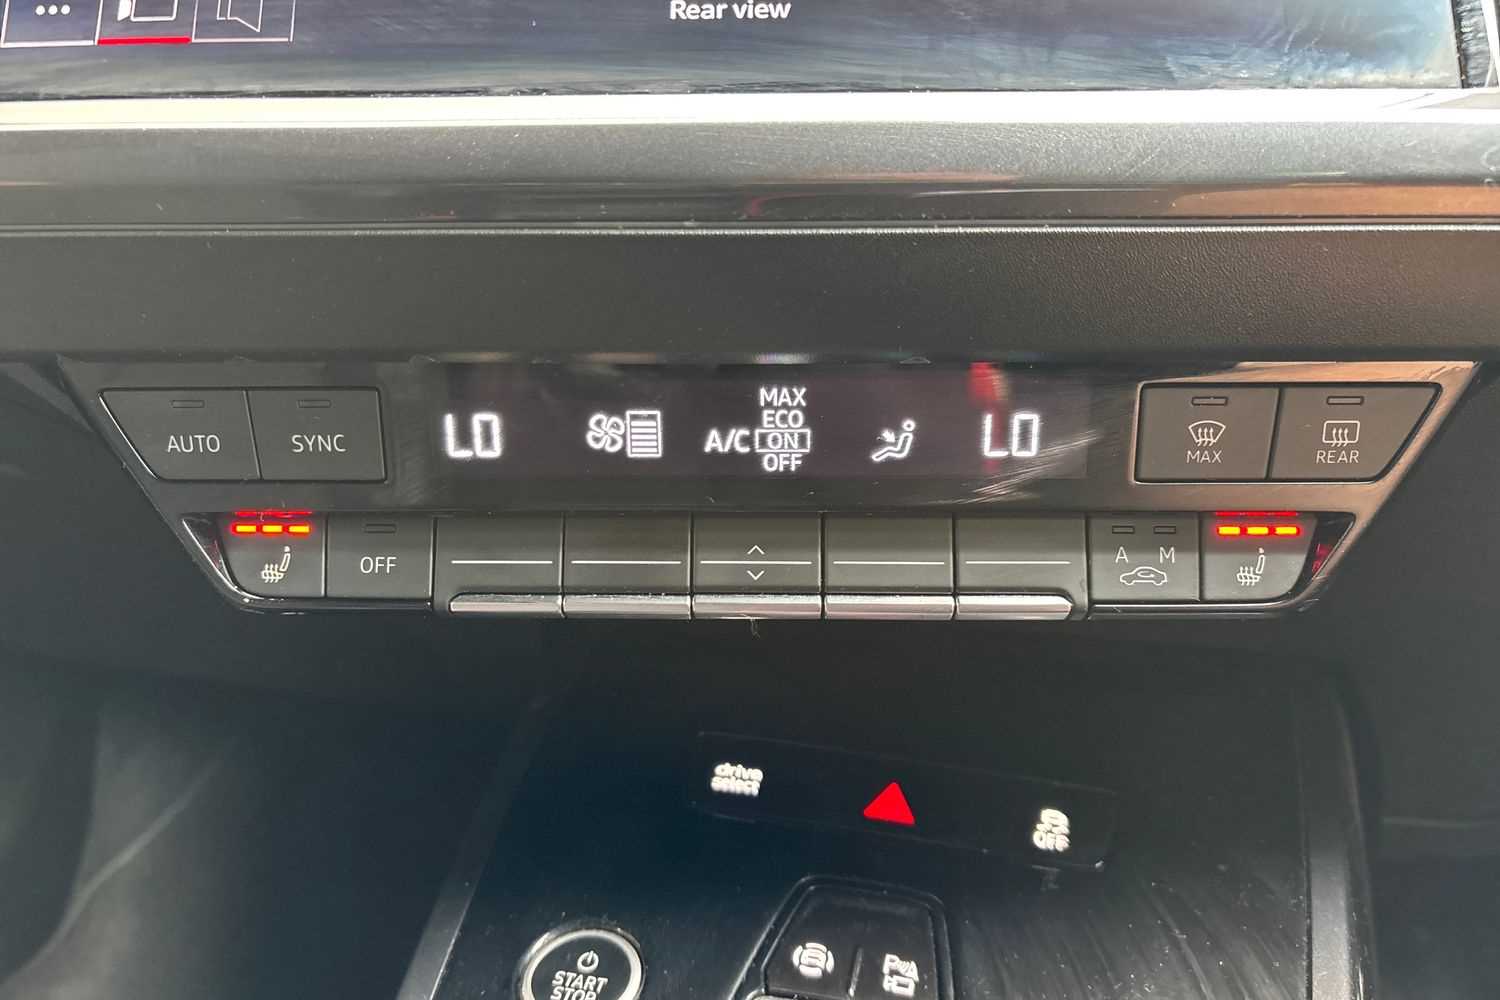 Rear view
AUTO
SYNC
LO
A/C
MAX
ECO
ON
OFF
LO
MAX
REAR
OFF
A M
drive
select
OFF
START
STOP
P